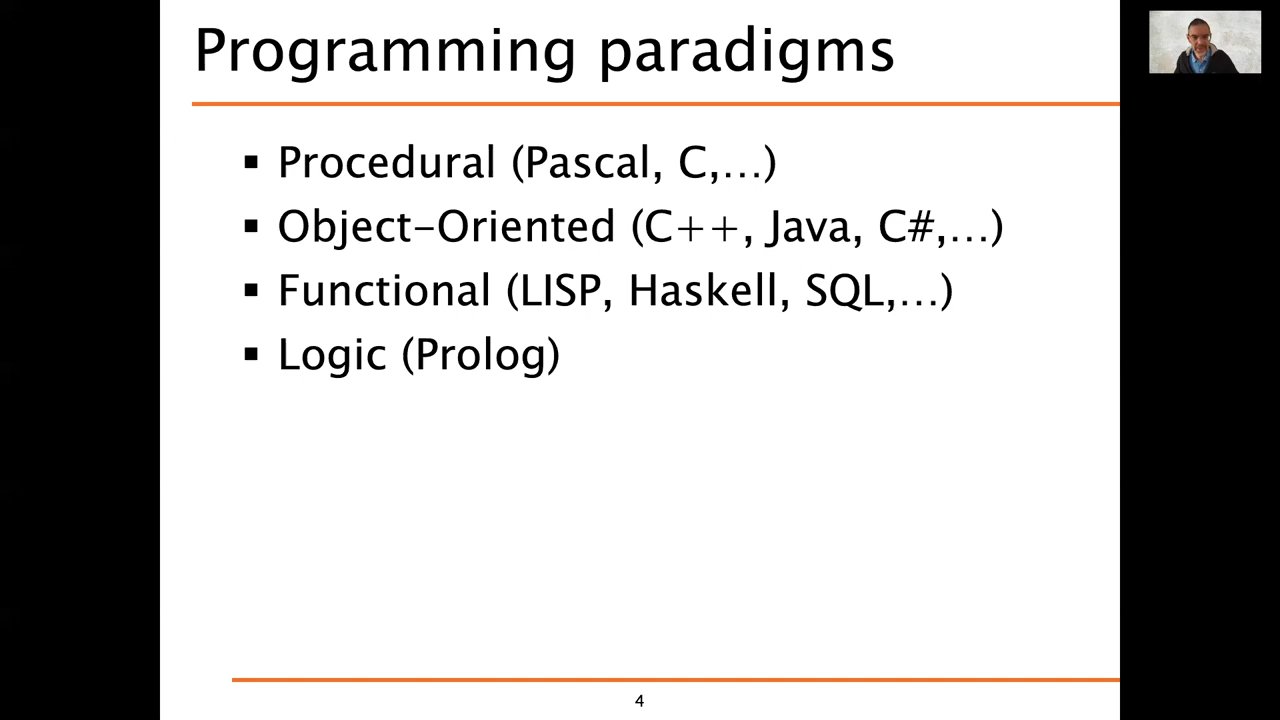 Programming paradigms
▪ Procedural (Pascal, C,…)
▪ Object-Oriented (C++, Java, C#,…)
▪ Functional (LISP, Haskell, SQL,…)
▪ Logic (Prolog)
4